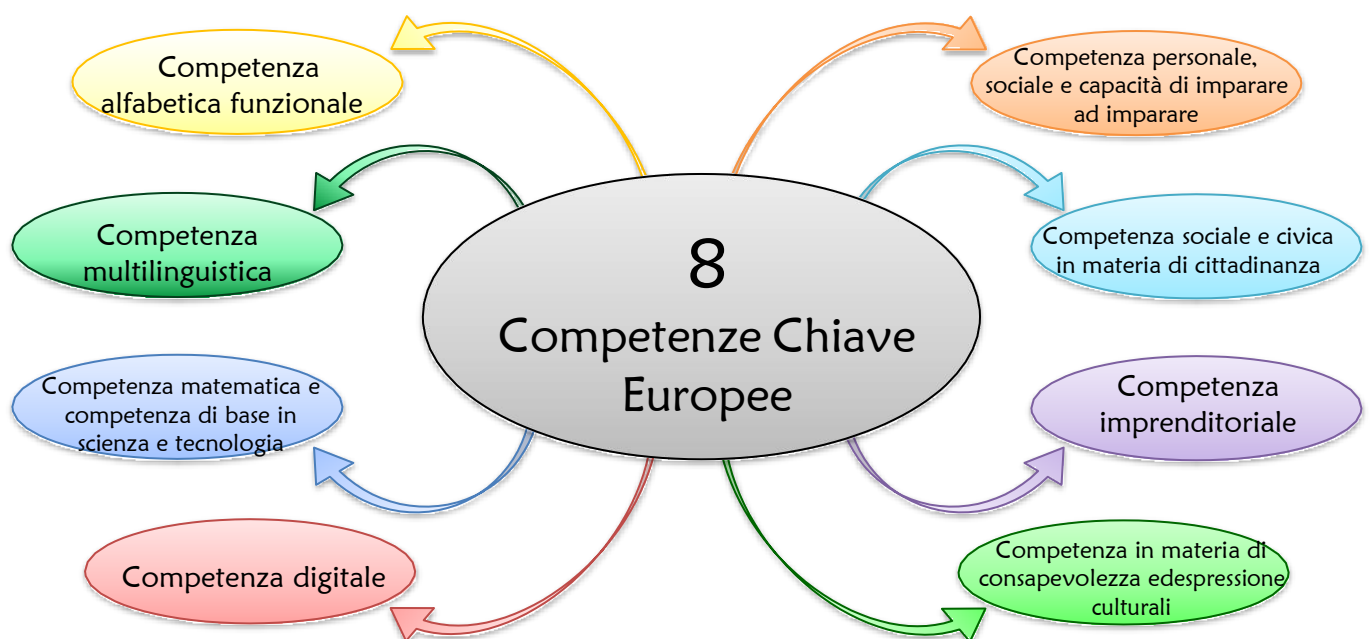 Competenza
alfabetica funzionale
Competenza personale,
sociale e capacità di imparare
ad imparare
Competenza
multilinguistica
Competenza sociale e civica
in materia di cittadinanza
8
Competenze Chiave
Europee
Competenza matematica e
competenza di base in
scienza e tecnologia
Competenza
imprenditoriale
Competenza digitale
Competenza in materia di
consapevolezza edespressione
culturali